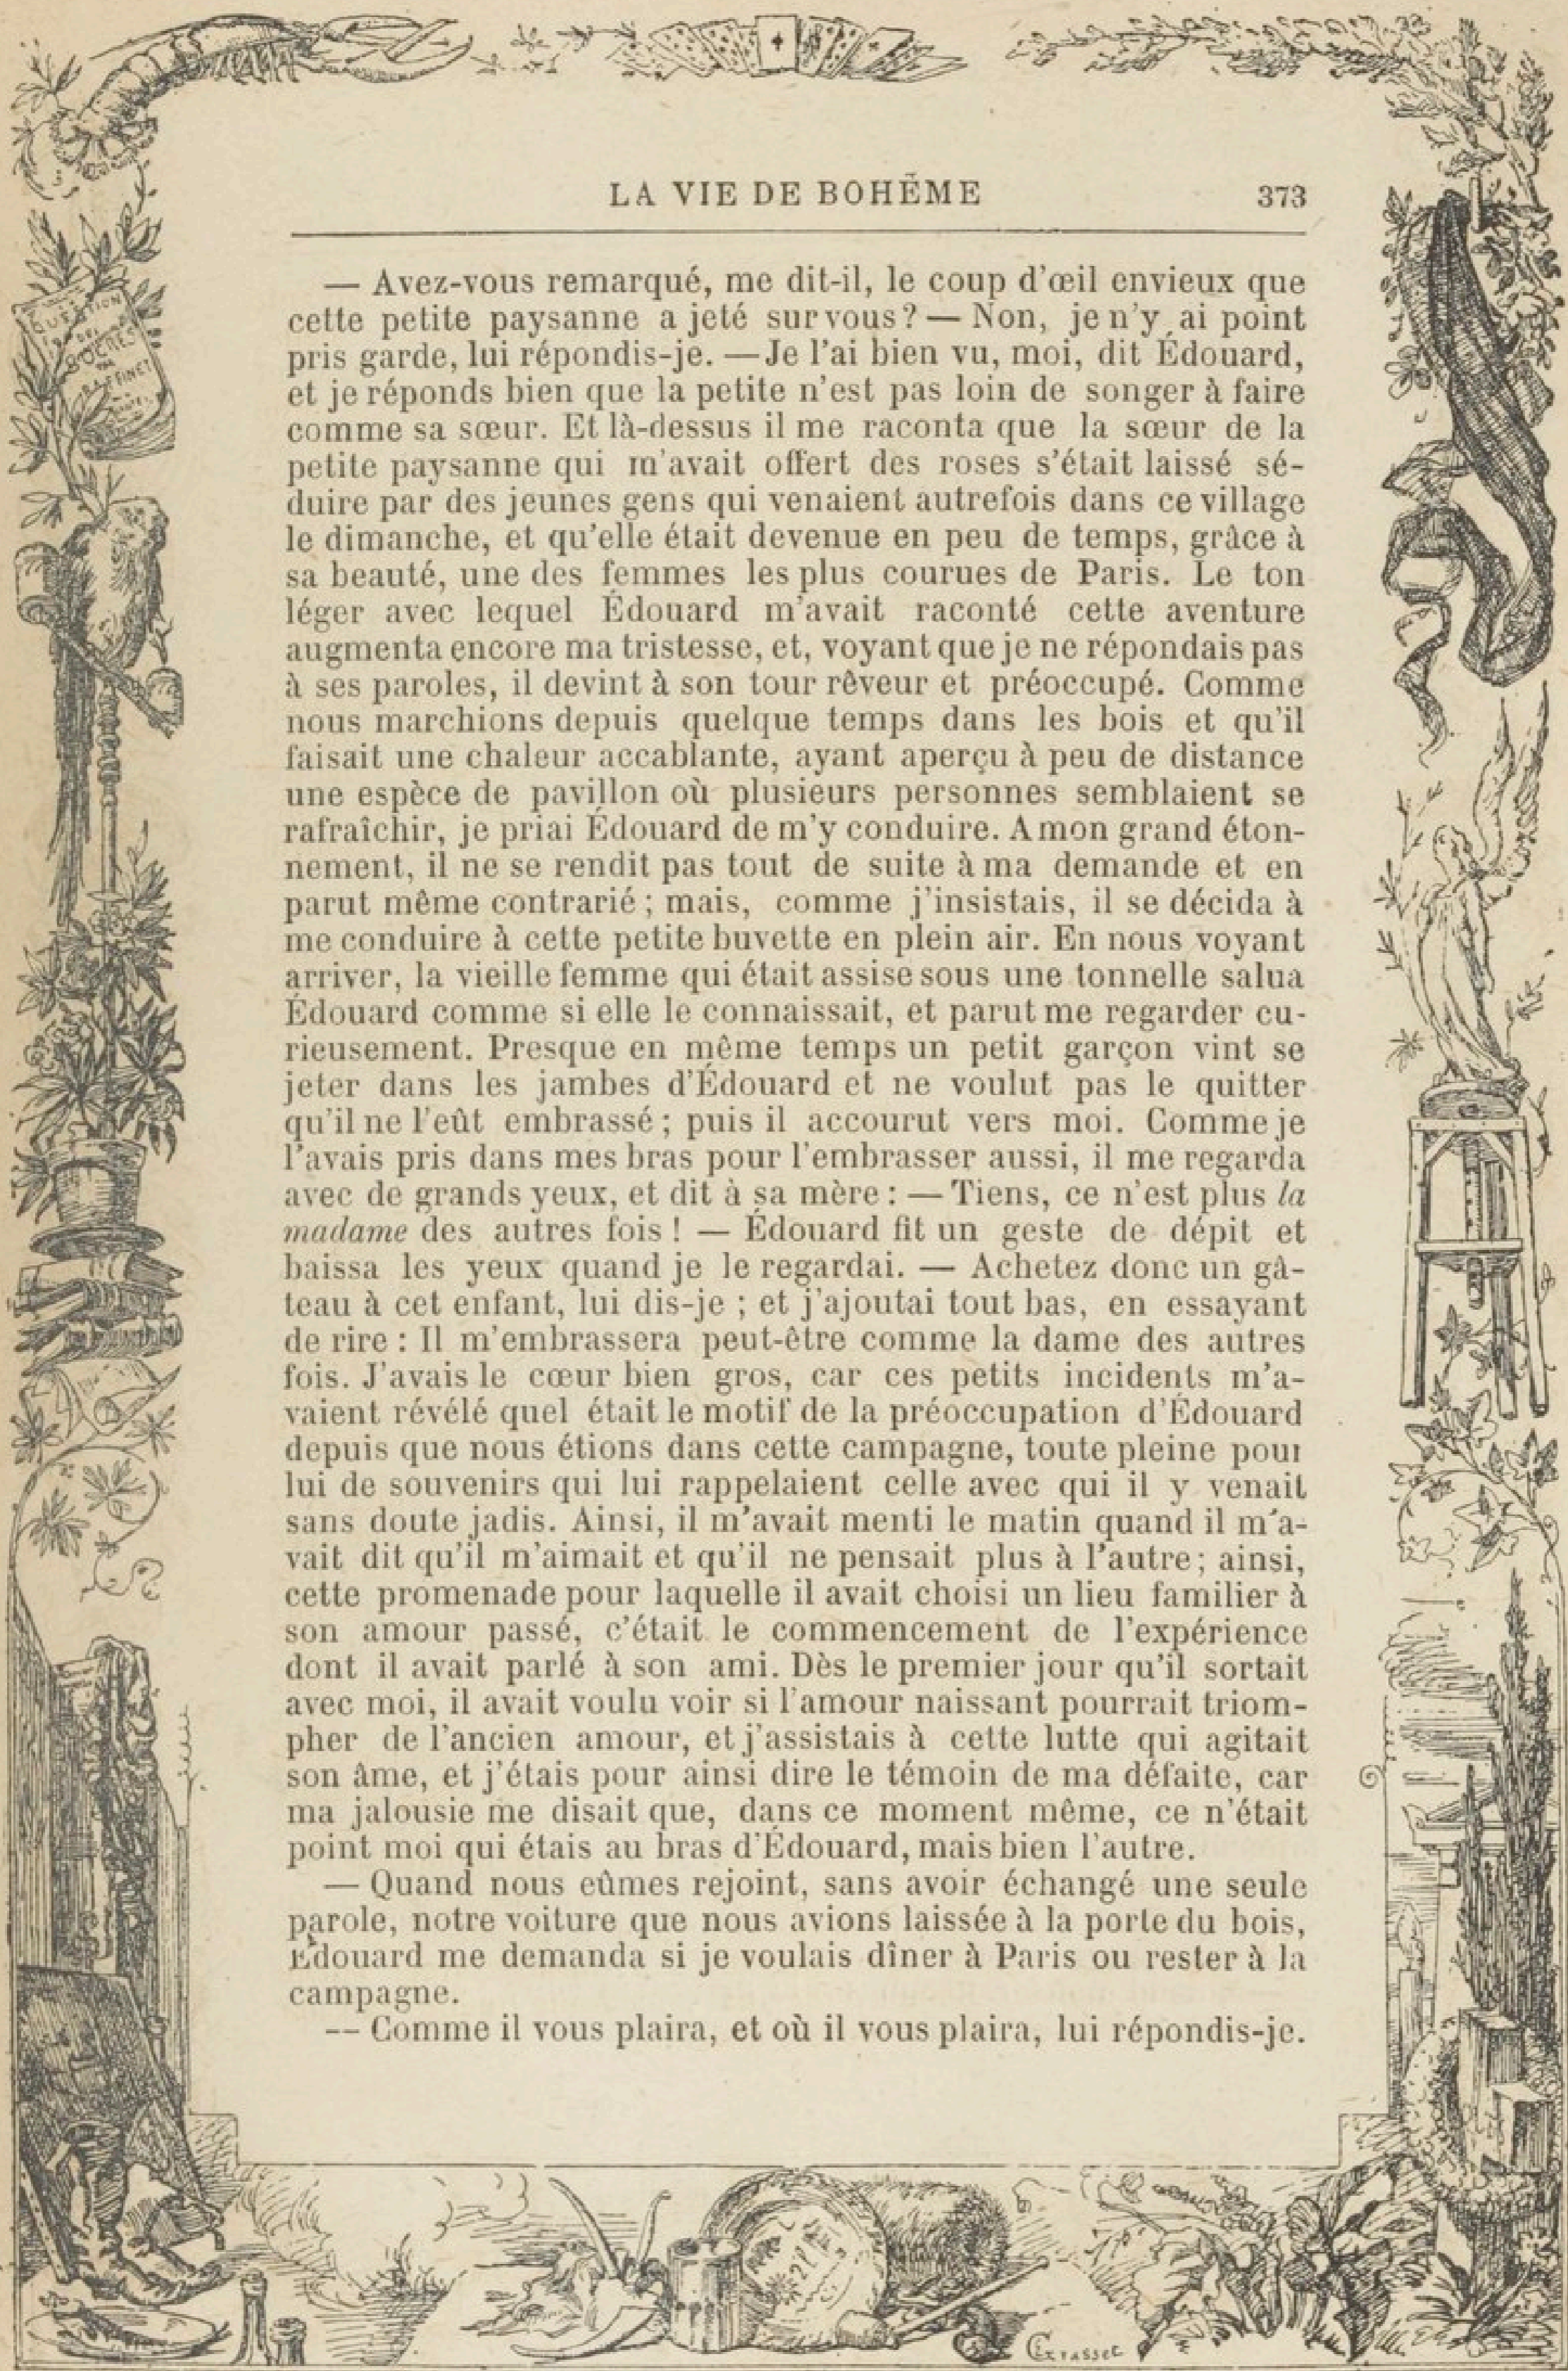 LA VIE DE BOHÊME 373
— Avez-vous remarqué, me dit-il, le coup d'œil envieux que
cette petite paysanne a jeté sur vous? — Non, je n'y ai point
pris garde, lui répondis-je. — Je l'ai bien vu, moi, dit Édouard,
et je réponds bien que la petite n'est pas loin de songer à faire
comme sa sœur. Et là-dessus il me raconta que la sœur de la
petite paysanne qui m'avait offert des roses s'était laissé sé-
duire par des jeunes gens qui venaient autrefois dans ce village
le dimanche, et qu'elle était devenue en peu de temps, grâce à
sa beauté, une des femmes les plus courues de Paris. Le ton
léger avec lequel Édouard m'avait raconté cette aventure
augmenta encore ma tristesse, et, voyant que je ne répondais pas
à ses paroles, il devint à son tour rêveur et préoccupé. Comme
nous marchions depuis quelque temps dans les bois et qu'il
faisait une chaleur accablante, ayant aperçu à peu de distance
une espèce de pavillon où plusieurs personnes semblaient se
rafraîchir, je priai Édouard de m'y conduire. A mon grand éton-
nement, il ne se rendit pas tout de suite à ma demande et en
parut même contrarié ; mais, comme j'insistais, il se décida à
me conduire à cette petite buvette en plein air. En nous voyant
arriver, la vieille femme qui était assise sous une tonnelle salua
Édouard comme si elle le connaissait, et parut me regarder cu-
rieusement. Presque en même temps un petit garçon vint se
jeter dans les jambes d'Édouard et ne voulut pas le quitter
qu'il ne l'eût embrassé ; puis il accourut vers moi. Comme je
l'avais pris dans mes bras pour l'embrasser aussi, il me regarda
avec de grands yeux, et dit à sa mère : — Tiens, ce n'est plus la
madame des autres fois ! — Édouard fit un geste de dépit et
baissa les yeux quand je le regardai. — Achetez donc un gâ-
teau à cet enfant, lui dis-je ; et j'ajoutai tout bas, en essayant
de rire : Il m'embrassera peut-être comme la dame des autres
fois. J'avais le cœur bien gros, car ces petits incidents m'a-
vaient révélé quel était le motif de la préoccupation d'Édouard
depuis que nous étions dans cette campagne, toute pleine pour
lui de souvenirs qui lui rappelaient celle avec qui il y venait
sans doute jadis. Ainsi, il m'avait menti le matin quand il m'a-
vait dit qu'il m'aimait et qu'il ne pensait plus à l'autre ; ainsi,
cette promenade pour laquelle il avait choisi un lieu familier à
son amour passé, c'était le commencement de l'expérience
dont il avait parlé à son ami. Dès le premier jour qu'il sortait
avec moi, il avait voulu voir si l'amour naissant pourrait triom-
pher de l'ancien amour, et j'assistais à cette lutte qui agitait
son âme, et j'étais pour ainsi dire le témoin de ma défaite, car
ma jalousie me disait que, dans ce moment même, ce n'était
point moi qui étais au bras d'Édouard, mais bien l'autre.
— Quand nous eûmes rejoint, sans avoir échangé une seule
parole, notre voiture que nous avions laissée à la porte du bois,
Édouard me demanda si je voulais dîner à Paris ou rester à la
campagne.
— Comme il vous plaira, et où il vous plaira, lui répondis-je.
QUESTION
DES
SUCRES
PAR
Grasset